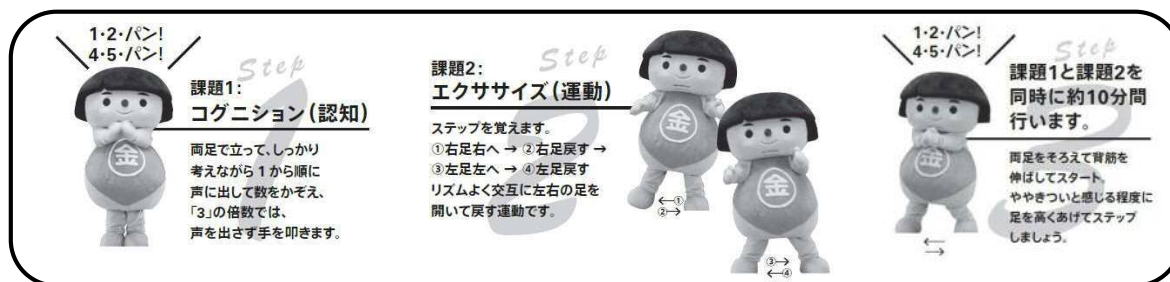 1・2・パン!
4・5・パン!
Step 1
課題1:
コグニション(認知)
両足で立って、しっかり
考えながら1から順に
声に出して数をかぞえ、
「3」の倍数では、
声を出さず手を叩きます。
金
Step 2
課題2:
エクササイズ(運動)
ステップを覚えます。
①右足右へ → ②右足戻す →
③左足左へ → ④左足戻す
リズムよく交互に左右の足を
開いて戻す運動です。
金
←①
②→
金
③→
←④
1・2・パン!
4・5・パン!
Step 3
課題1と課題2を
同時に約10分間
行います。
両足をそろえて背筋を
伸ばしてスタート。
ややきついと感じる程度に
足を高くあげてステップ
しましょう。
金
←
→